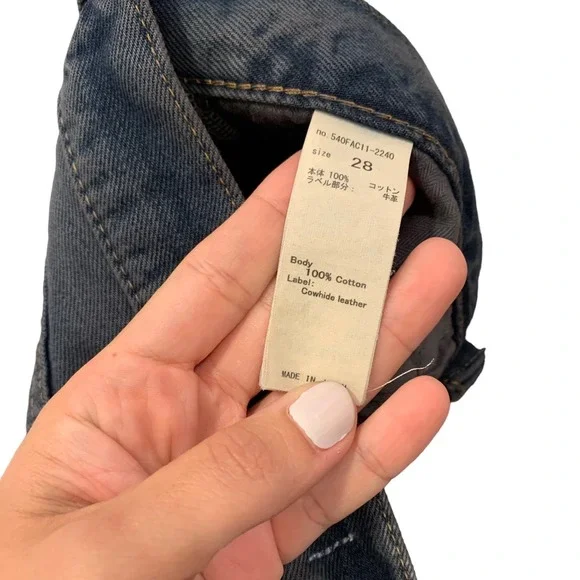 no. 540FAC11-2240
size 28
本体 100% コットン
ラベル部分: 牛革
Body
100% Cotton
Label:
Cowhide leather
MADE IN